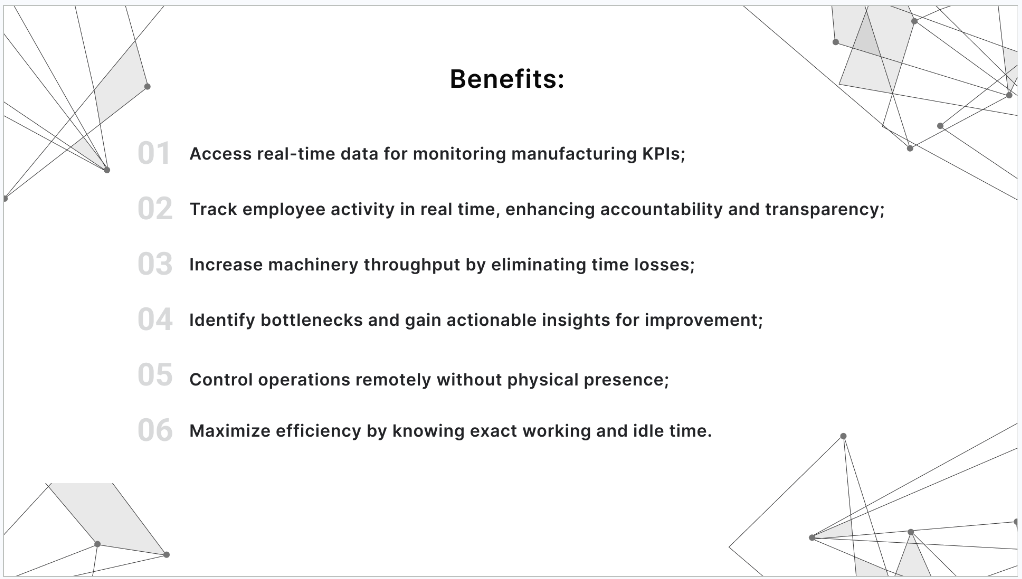 Benefits:
01 Access real-time data for monitoring manufacturing KPIs;
02 Track employee activity in real time, enhancing accountability and transparency;
03 Increase machinery throughput by eliminating time losses;
04 Identify bottlenecks and gain actionable insights for improvement;
05 Control operations remotely without physical presence;
06 Maximize efficiency by knowing exact working and idle time.